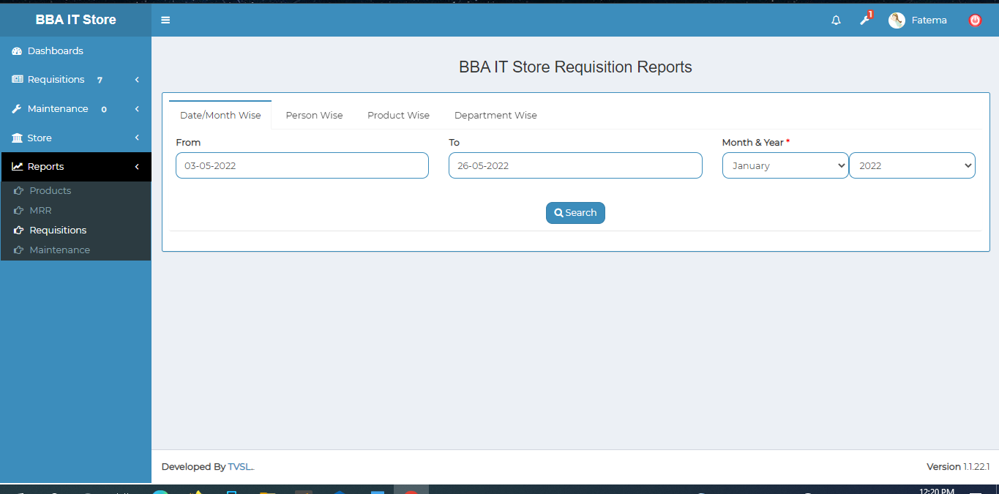 BBA IT Store
1
Fatema
Dashboards
Requisitions 7
Maintenance 0
Store
Reports
Products
MRR
Requisitions
Maintenance
BBA IT Store Requisition Reports
Date/Month Wise Person Wise Product Wise Department Wise
From To Month & Year *
03-05-2022 26-05-2022 January 2022
Search
Developed By TVSL..
Version 1.1.22.1
12:20 PM